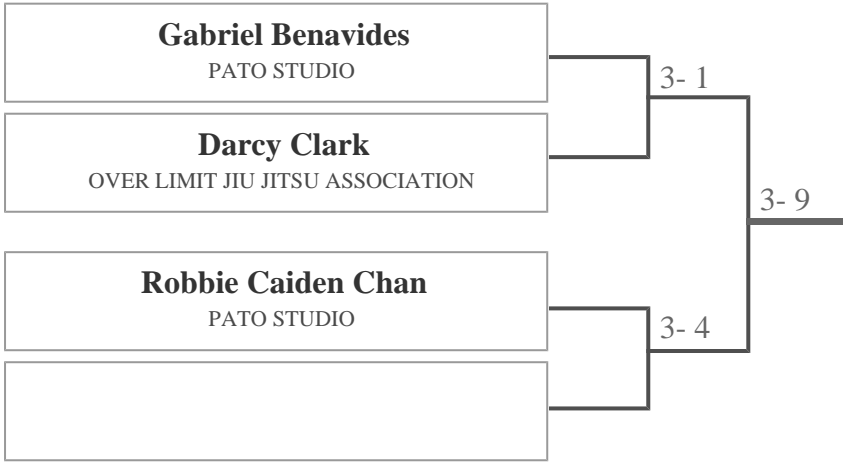 Gabriel Benavides
PATO STUDIO
3- 1
Darcy Clark
OVER LIMIT JIU JITSU ASSOCIATION
3- 9
Robbie Caiden Chan
PATO STUDIO
3- 4